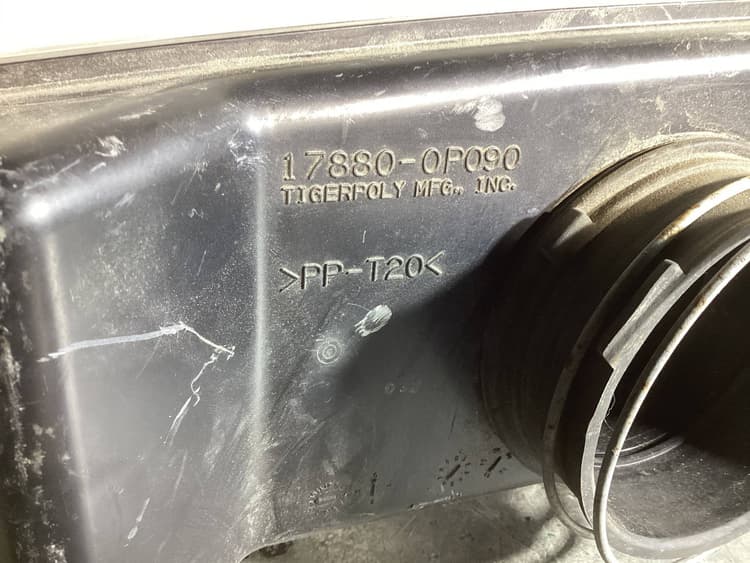 17880-0P090
TIGERPOLY MFG., INC.
>PP-T20<